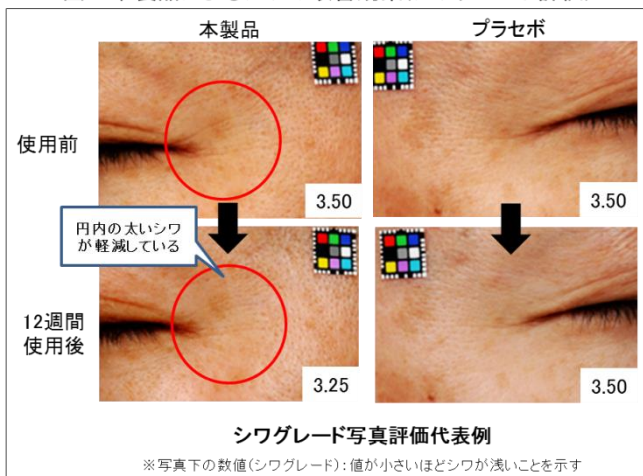 本製品
プラセボ
使用前
3.50
3.50
円内の太いシワ
が軽減している
12週間
使用後
3.25
3.50
シワグレード写真評価代表例
※写真下の数値(シワグレード):値が小さいほどシワが浅いことを示す